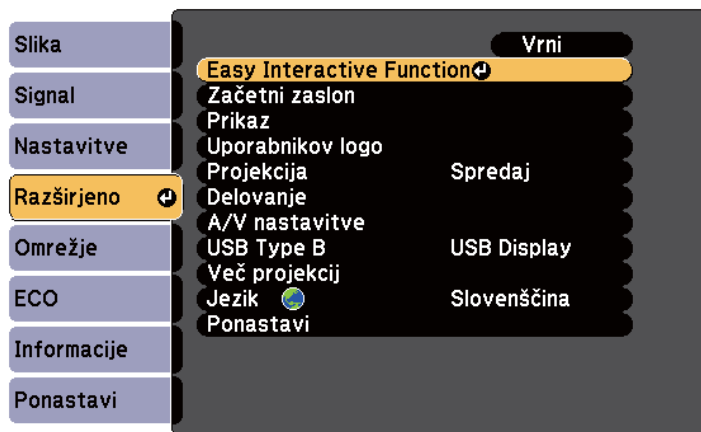 Slika
Signal
Nastavitve
Razširjeno
Omrežje
ECO
Informacije
Ponastavi
Vrni
Easy Interactive Function
Začetni zaslon
Prikaz
Uporabnikov logo
Projekcija Spredaj
Delovanje
A/V nastavitve
USB Type B USB Display
Več projekcij
Jezik Slovenščina
Ponastavi